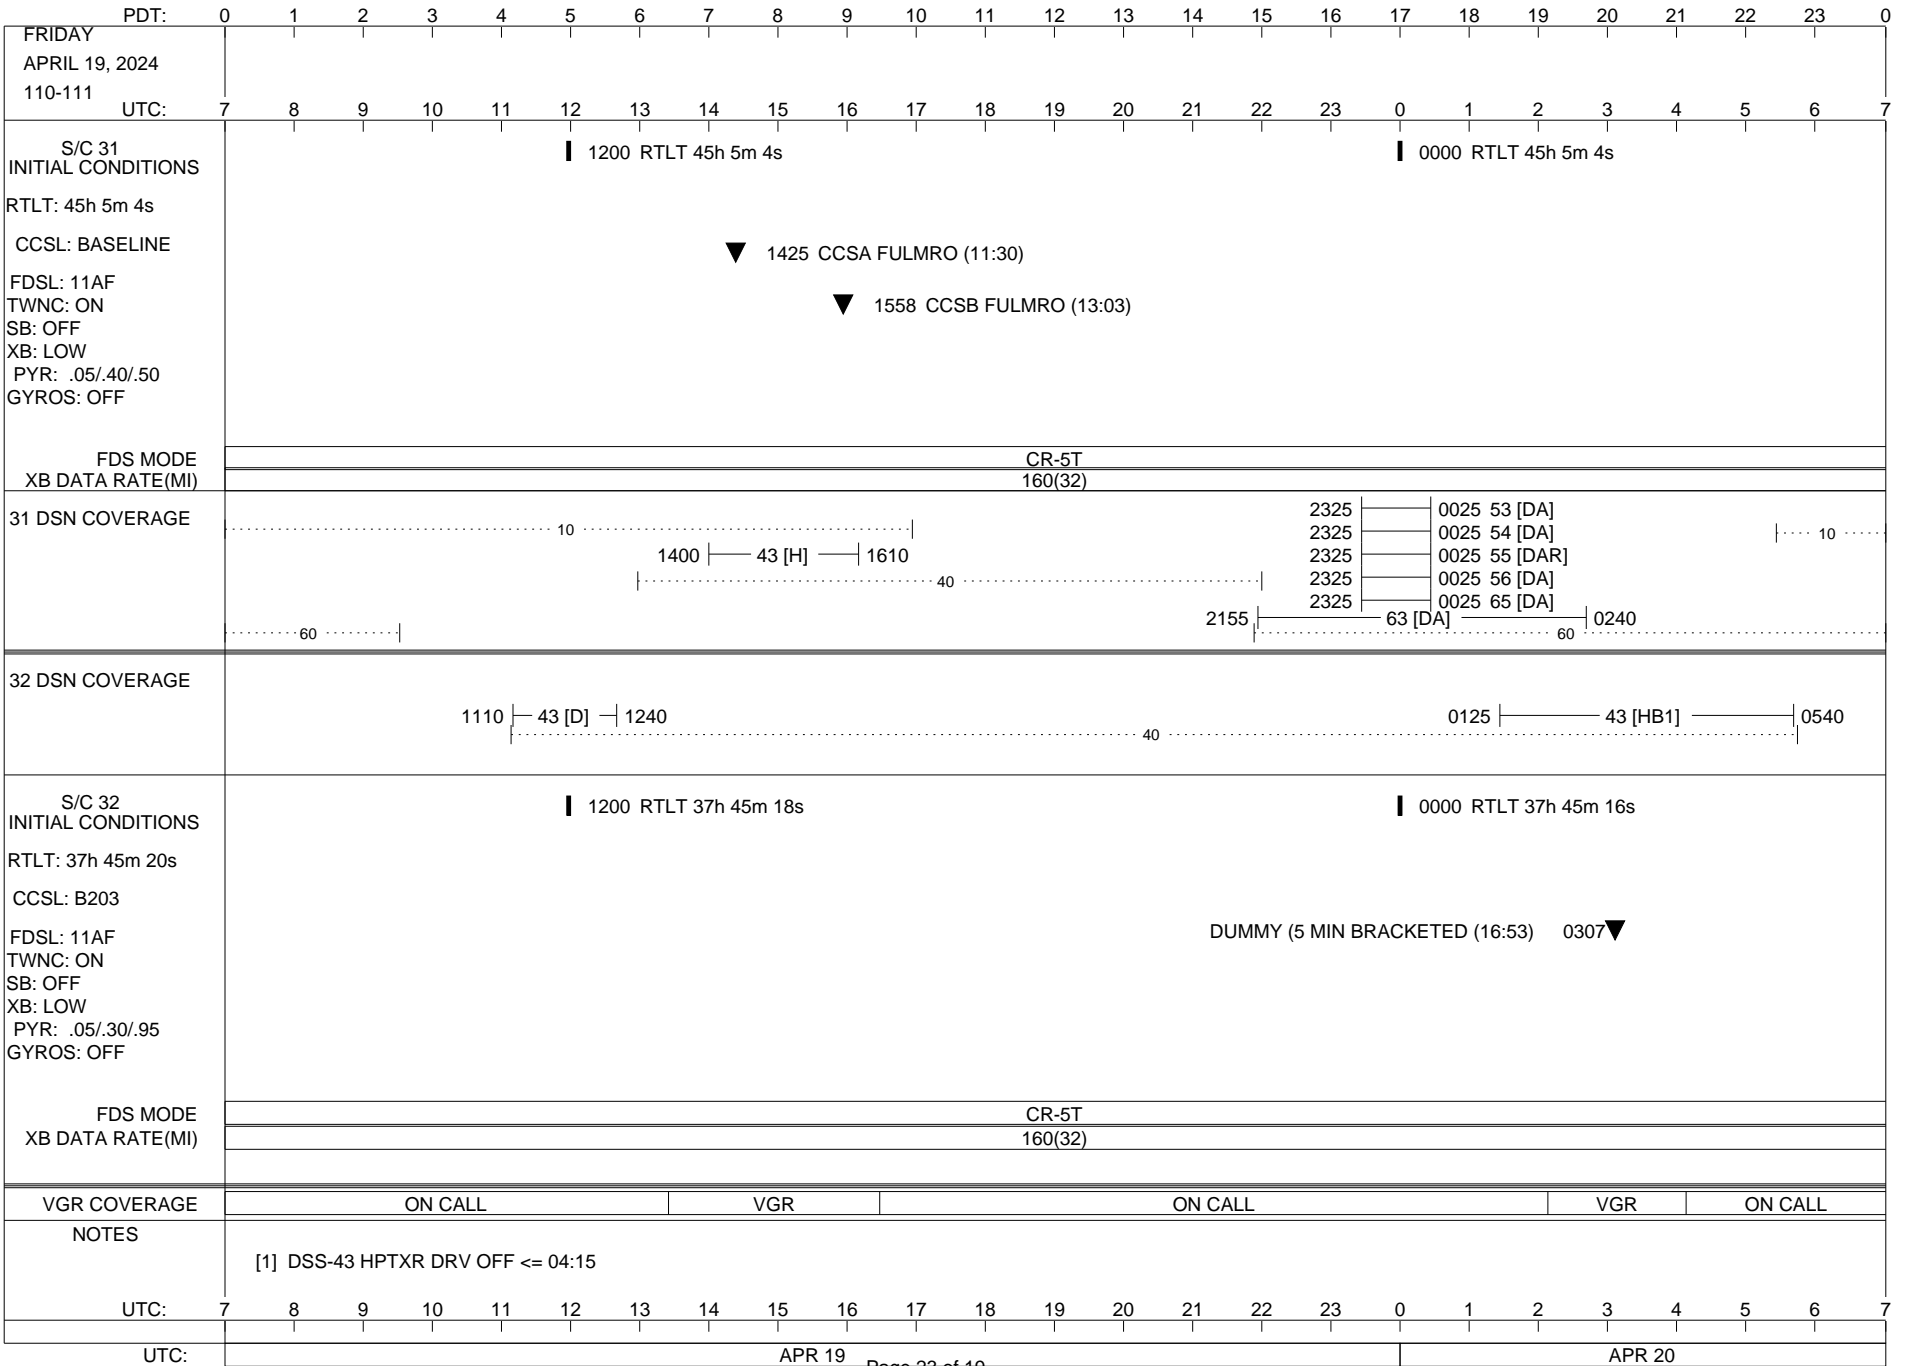 PDT: 0 1 2 3 4 5 6 7 8 9 10 11 12 13 14 15 16 17 18 19 20 21 22 23 0
FRIDAY
APRIL 19, 2024
110-111
UTC: 7 8 9 10 11 12 13 14 15 16 17 18 19 20 21 22 23 0 1 2 3 4 5 6 7
S/C 31
INITIAL CONDITIONS
1200 RTLT 45h 5m 4s
0000 RTLT 45h 5m 4s
RTLT: 45h 5m 4s
CCSL: BASELINE
1425 CCSA FULMRO (11:30)
FDSL: 11AF
TWNC: ON
1558 CCSB FULMRO (13:03)
SB: OFF
XB: LOW
PYR: .05/.40/.50
GYROS: OFF
FDS MODE CR-5T
XB DATA RATE(MI) 160(32)
31 DSN COVERAGE
2325 0025 53 [DA]
10 2325 0025 54 [DA] 10
1400 43 [H] 1610 2325 0025 55 [DAR]
40 2325 0025 56 [DA]
2325 0025 65 [DA]
2155 63 [DA] 0240
60 60
32 DSN COVERAGE
1110 43 [D] 1240 0125 43 [HB1] 0540
40
S/C 32
INITIAL CONDITIONS
1200 RTLT 37h 45m 18s
0000 RTLT 37h 45m 16s
RTLT: 37h 45m 20s
CCSL: B203
DUMMY (5 MIN BRACKETED (16:53) 0307
FDSL: 11AF
TWNC: ON
SB: OFF
XB: LOW
PYR: .05/.30/.95
GYROS: OFF
FDS MODE CR-5T
XB DATA RATE(MI) 160(32)
VGR COVERAGE ON CALL VGR ON CALL VGR ON CALL
NOTES
[1] DSS-43 HPTXR DRV OFF <= 04:15
UTC: 7 8 9 10 11 12 13 14 15 16 17 18 19 20 21 22 23 0 1 2 3 4 5 6 7
UTC: APR 19 APR 20
Page 23 of 19